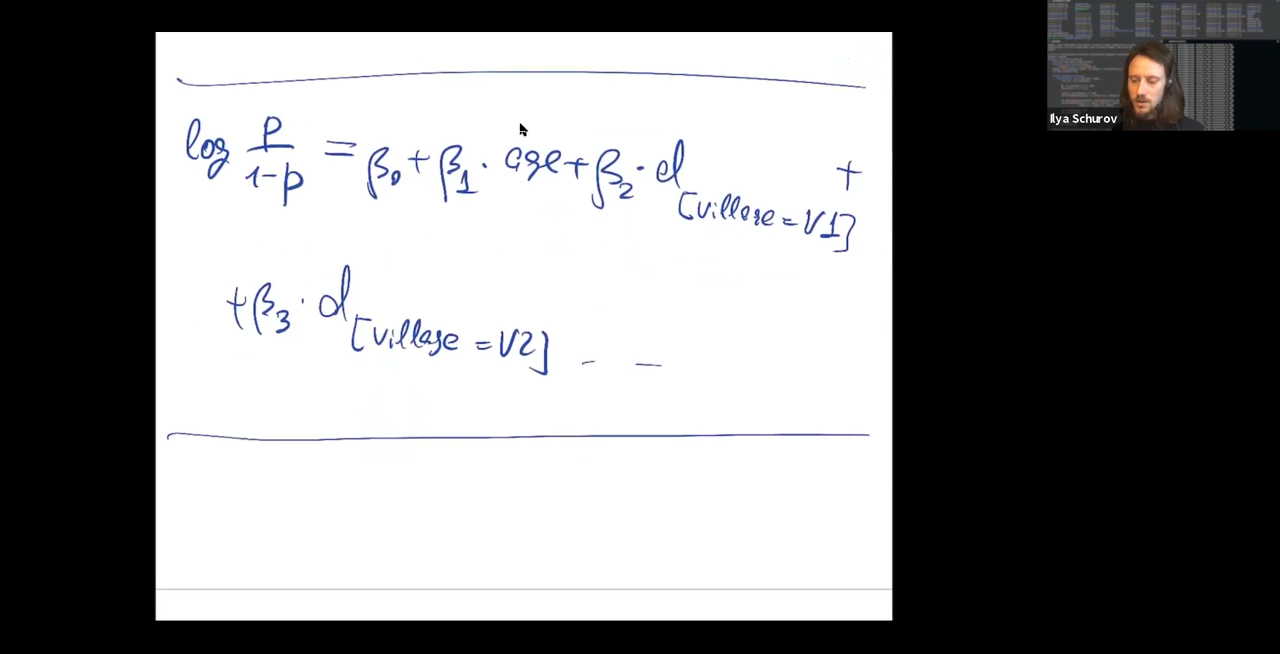 log p/(1-p) = β₀ + β₁ · age + β₂ · d[village = V1] +
+ β₃ · d[village = V2] - -
Ilya Schurov